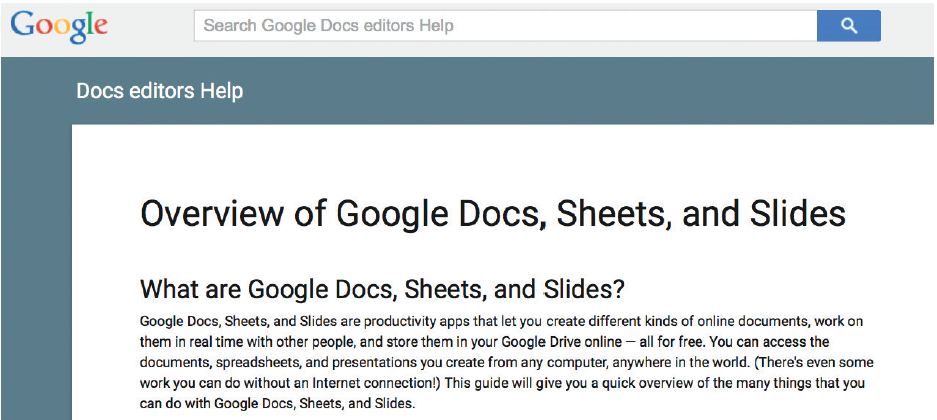 Google
Search Google Docs editors Help
Docs editors Help
Overview of Google Docs, Sheets, and Slides
What are Google Docs, Sheets, and Slides?
Google Docs, Sheets, and Slides are productivity apps that let you create different kinds of online documents, work on
them in real time with other people, and store them in your Google Drive online — all for free. You can access the
documents, spreadsheets, and presentations you create from any computer, anywhere in the world. (There's even some
work you can do without an Internet connection!) This guide will give you a quick overview of the many things that you
can do with Google Docs, Sheets, and Slides.